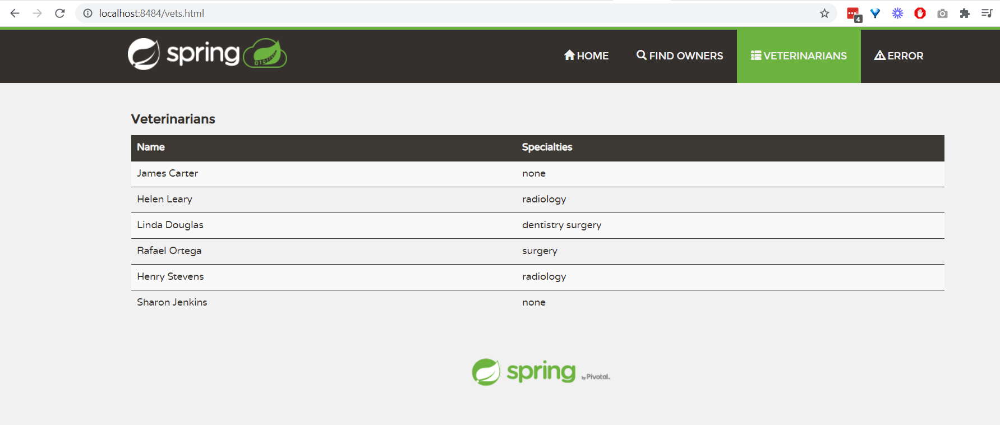 localhost:8484/vets.html
4
spring
HOME FIND OWNERS VETERINARIANS ERROR
Veterinarians
Name Specialties
James Carter none
Helen Leary radiology
Linda Douglas dentistry surgery
Rafael Ortega surgery
Henry Stevens radiology
Sharon Jenkins none
spring by Pivotal